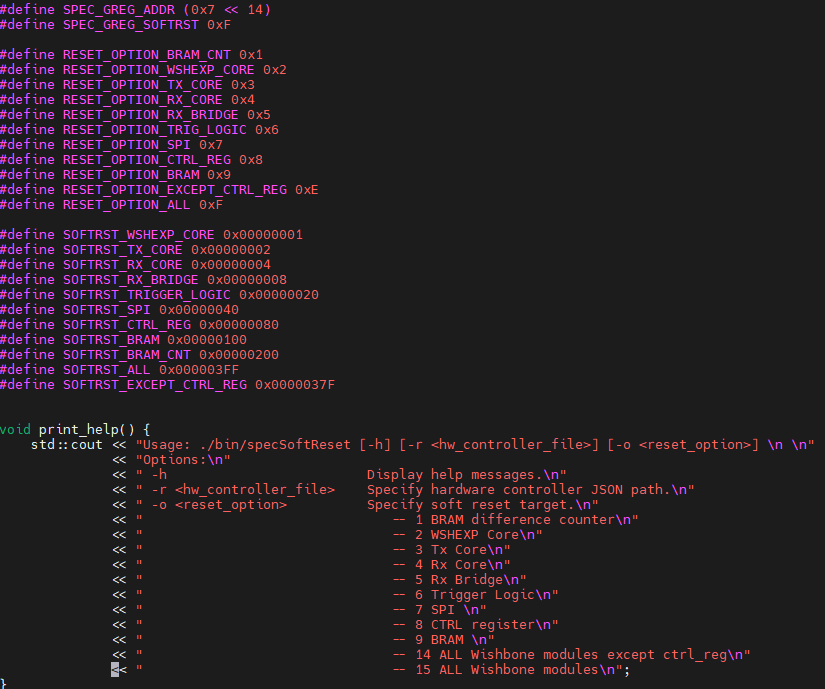 #define SPEC_GREG_ADDR (0x7 << 14)
#define SPEC_GREG_SOFTRST 0xF
#define RESET_OPTION_BRAM_CNT 0x1
#define RESET_OPTION_WSHEXP_CORE 0x2
#define RESET_OPTION_TX_CORE 0x3
#define RESET_OPTION_RX_CORE 0x4
#define RESET_OPTION_RX_BRIDGE 0x5
#define RESET_OPTION_TRIG_LOGIC 0x6
#define RESET_OPTION_SPI 0x7
#define RESET_OPTION_CTRL_REG 0x8
#define RESET_OPTION_BRAM 0x9
#define RESET_OPTION_EXCEPT_CTRL_REG 0xE
#define RESET_OPTION_ALL 0xF
#define SOFTRST_WSHEXP_CORE 0x00000001
#define SOFTRST_TX_CORE 0x00000002
#define SOFTRST_RX_CORE 0x00000004
#define SOFTRST_RX_BRIDGE 0x00000008
#define SOFTRST_TRIGGER_LOGIC 0x00000020
#define SOFTRST_SPI 0x00000040
#define SOFTRST_CTRL_REG 0x00000080
#define SOFTRST_BRAM 0x00000100
#define SOFTRST_BRAM_CNT 0x00000200
#define SOFTRST_ALL 0x000003FF
#define SOFTRST_EXCEPT_CTRL_REG 0x0000037F
void print_help() {
    std::cout << "Usage: ./bin/specSoftReset [-h] [-r <hw_controller_file>] [-o <reset_option>] \n \n"
              << "Options:\n"
              << " -h                         Display help messages.\n"
              << " -r <hw_controller_file>    Specify hardware controller JSON path.\n"
              << " -o <reset_option>          Specify soft reset target.\n"
              << "                               -- 1 BRAM difference counter\n"
              << "                               -- 2 WSHEXP Core\n"
              << "                               -- 3 Tx Core\n"
              << "                               -- 4 Rx Core\n"
              << "                               -- 5 Rx Bridge\n"
              << "                               -- 6 Trigger Logic\n"
              << "                               -- 7 SPI \n"
              << "                               -- 8 CTRL register\n"
              << "                               -- 9 BRAM \n"
              << "                               -- 14 ALL Wishbone modules except ctrl_reg\n"
              << "                               -- 15 ALL Wishbone modules\n";
}